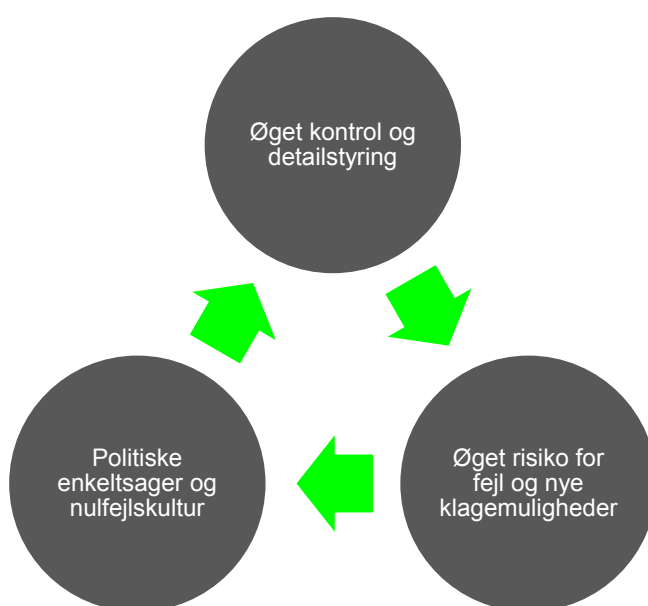 Øget kontrol og
detailstyring
Øget risiko for
fejl og nye
klagemuligheder
Politiske
enkeltsager og
nulfejlskultur